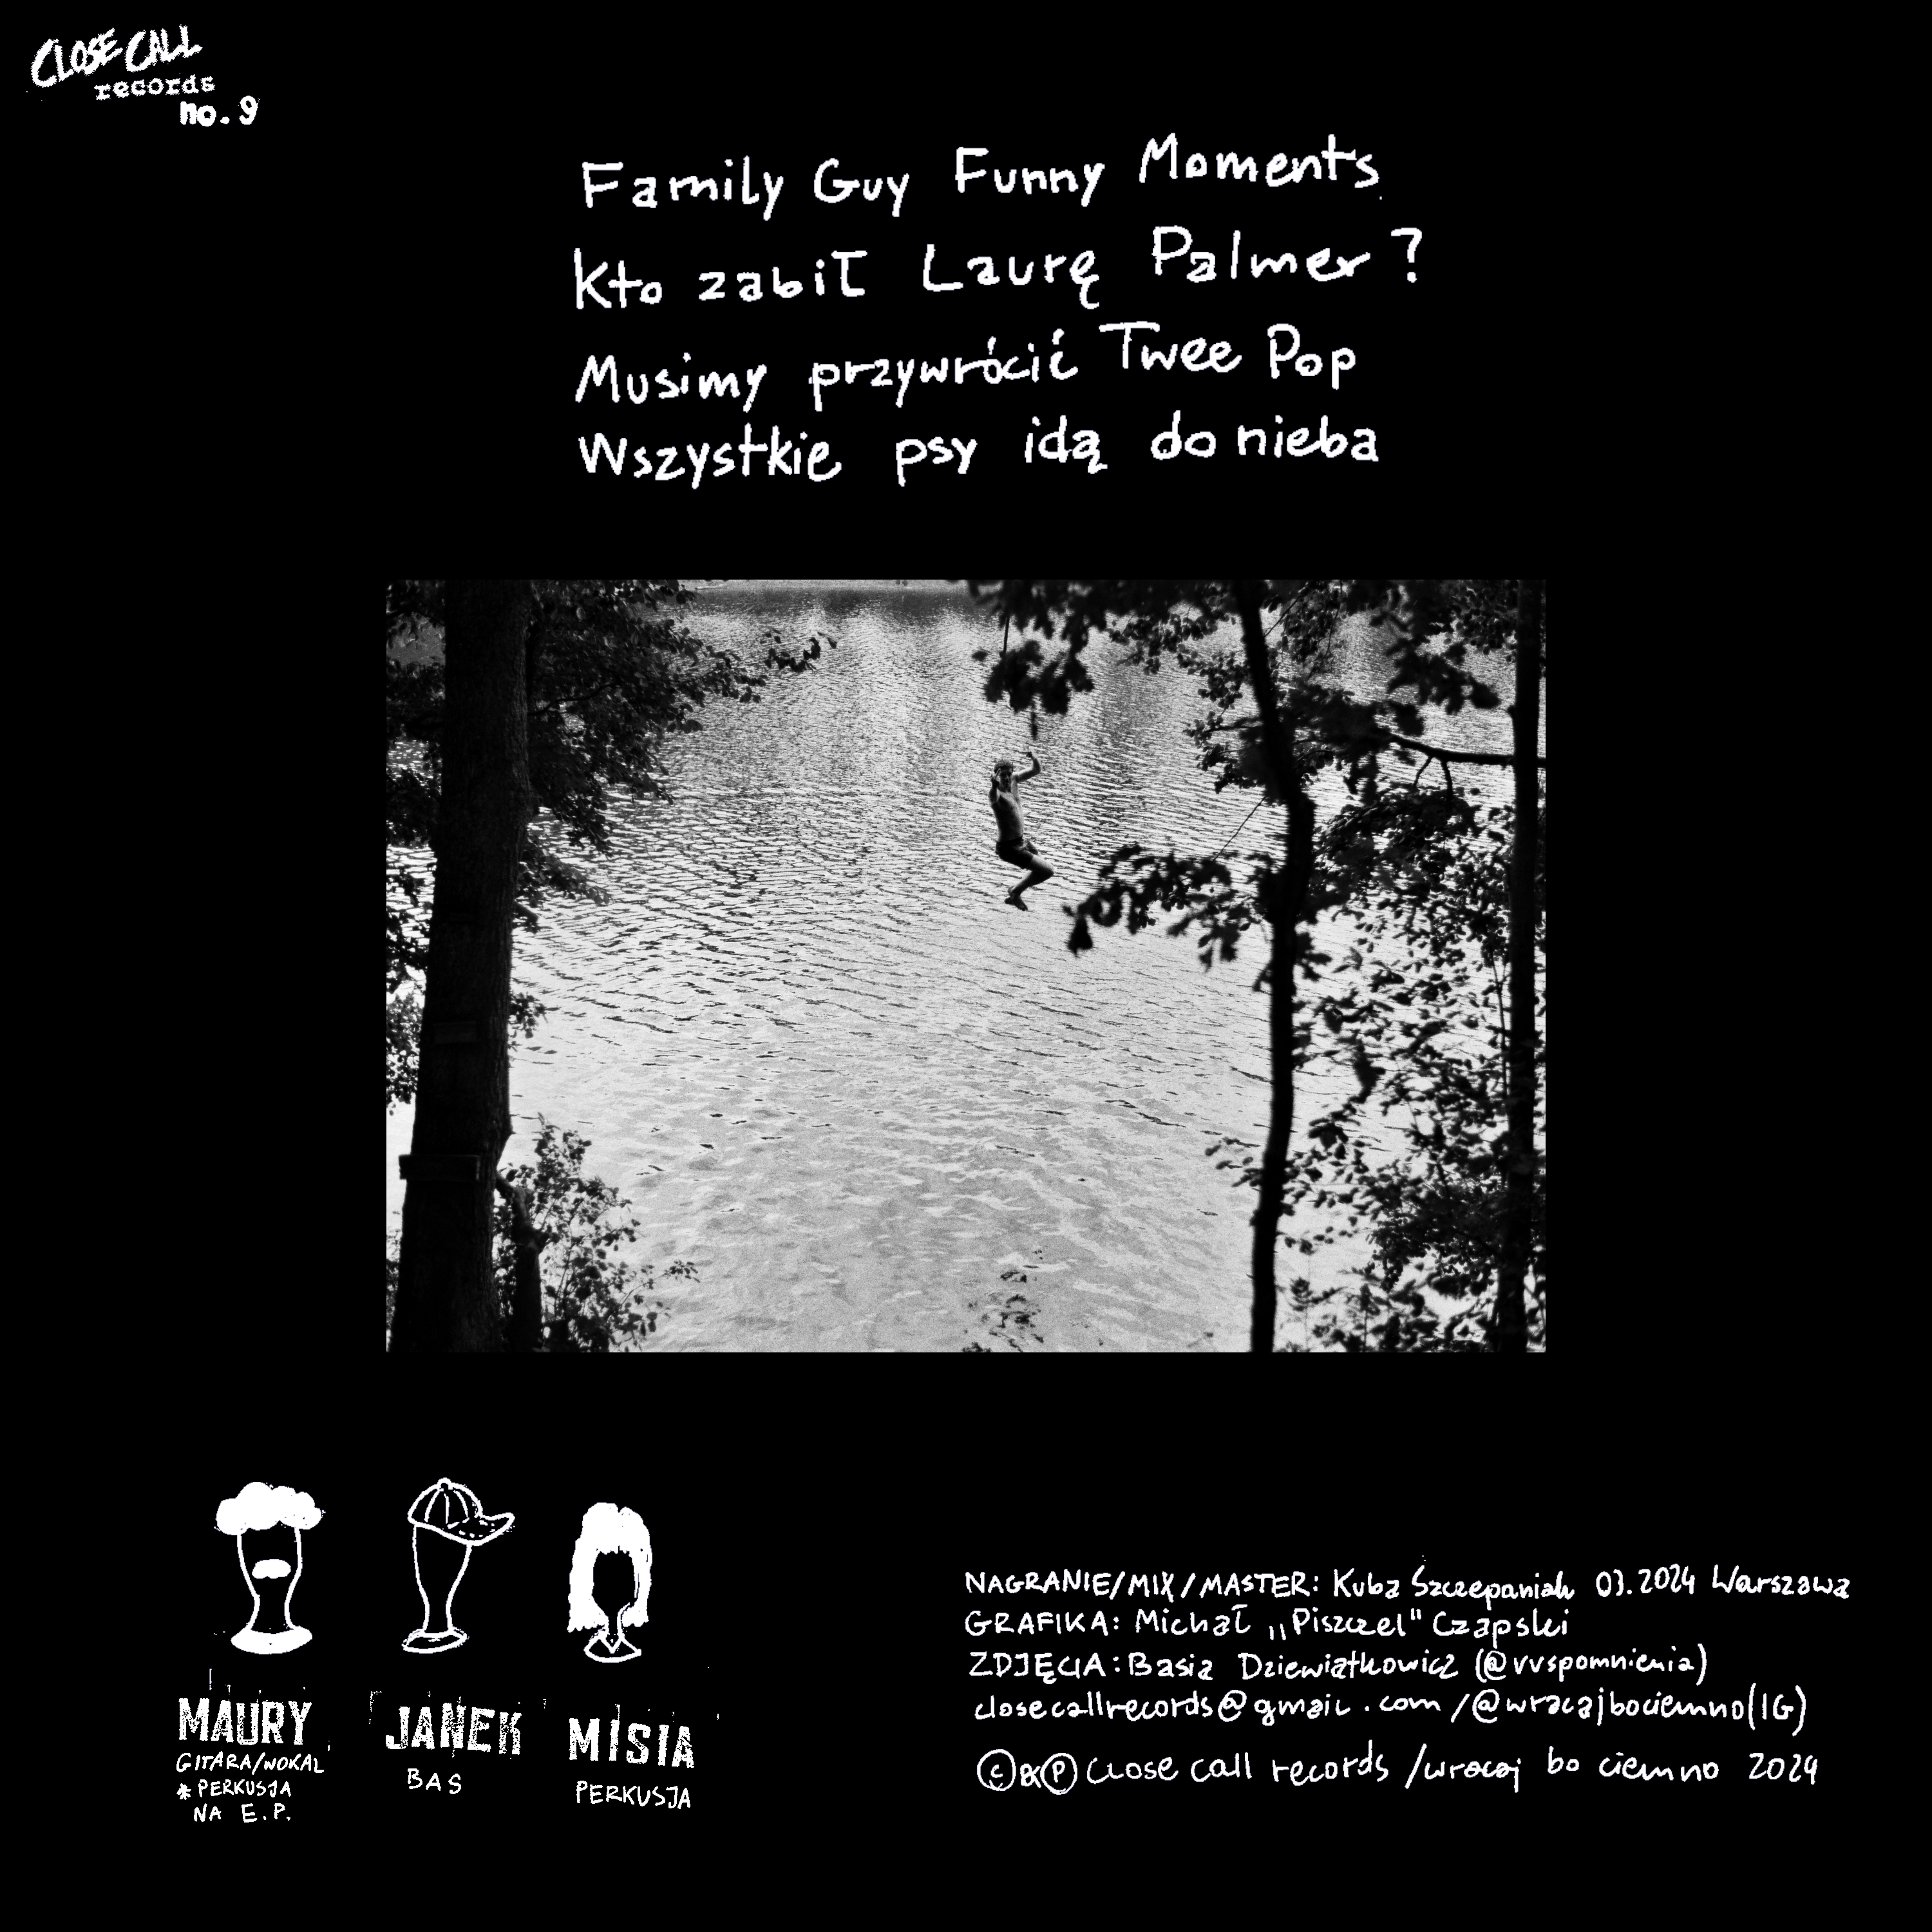 CLOSE CALL
records
no. 9
Family Guy Funny Moments
Kto zabił Laurę Palmer?
Musimy przywrócić Twee Pop
Wszystkie psy idą do nieba
MAURY
GITARA/WOKAL
* PERKUSJA
NA E.P.
JANEK
BAS
MISIA
PERKUSJA
NAGRANIE/MIX/MASTER: Kuba Szczepaniak 03.2024 Warszawa
GRAFIKA: Michał „Piszczel" Czapski
ZDJĘCIA: Basia Dziewiątkowicz (@vvspomnienia)
closecallrecords@gmail.com /@wracajbociemno(IG)
©&℗ Close call records /wracaj bo ciemno 2024